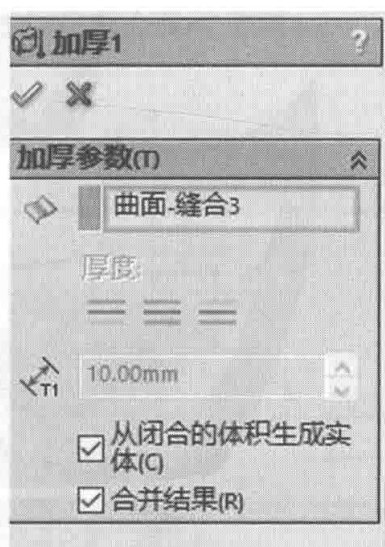 加厚1 ?
加厚参数(T)
曲面-缝合3
厚度:
T1 10.00mm
从闭合的体积生成实
体(C)
合并结果(R)